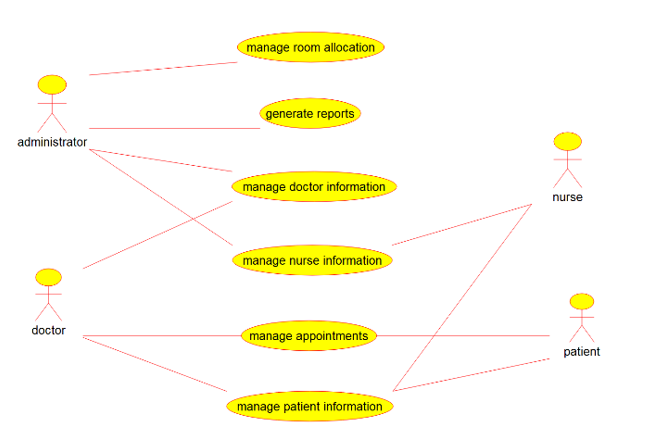 manage room allocation
generate reports
administrator
manage doctor information
nurse
manage nurse information
doctor
manage appointments
patient
manage patient information